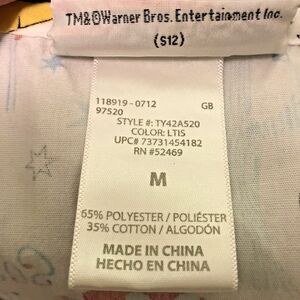 TM&©Warner Bros. Entertainment Inc.
(S12)
118919 - 0712 GB
97520
STYLE #: TY42A520
COLOR: LTIS
UPC# 73731454182
RN #52469
M
65% POLYESTER / POLIÉSTER
35% COTTON / ALGODÓN
MADE IN CHINA
HECHO EN CHINA